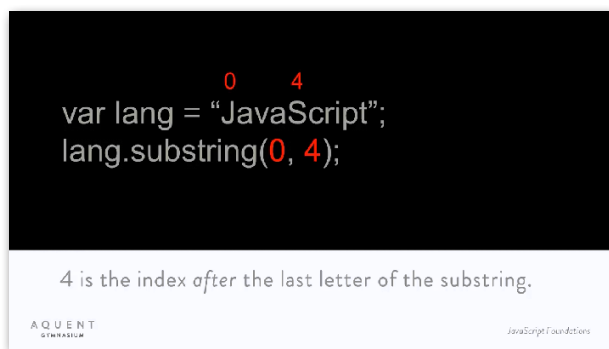 0 4
var lang = “JavaScript”;
lang.substring(0, 4);
4 is the index after the last letter of the substring.
AQUENT
GYMNASIUM
JavaScript Foundations